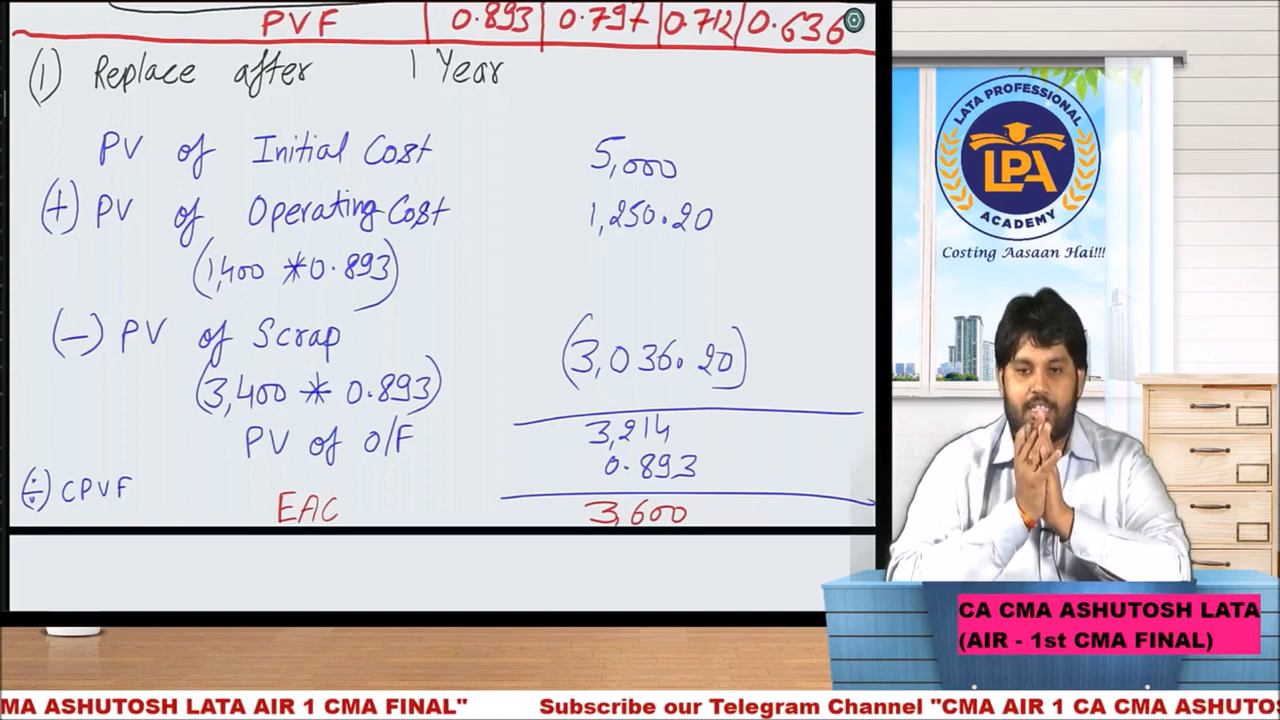 PVF 0.893 0.797 0.712 0.636
(1) Replace after 1 Year
PV of Initial Cost 5,000
(+) PV of Operating Cost 1,250.20
(1,400 * 0.893)
(-) PV of Scrap (3,036.20)
(3,400 * 0.893)
PV of O/F 3,214
(÷) CPVF 0.893
EAC 3,600
LATA PROFESSIONAL
LPA
ACADEMY
Costing Aasaan Hai!!!
CA CMA ASHUTOSH LATA
(AIR - 1st CMA FINAL)
MA ASHUTOSH LATA AIR 1 CMA FINAL" Subscribe our Telegram Channel "CMA AIR 1 CA CMA ASHUTO